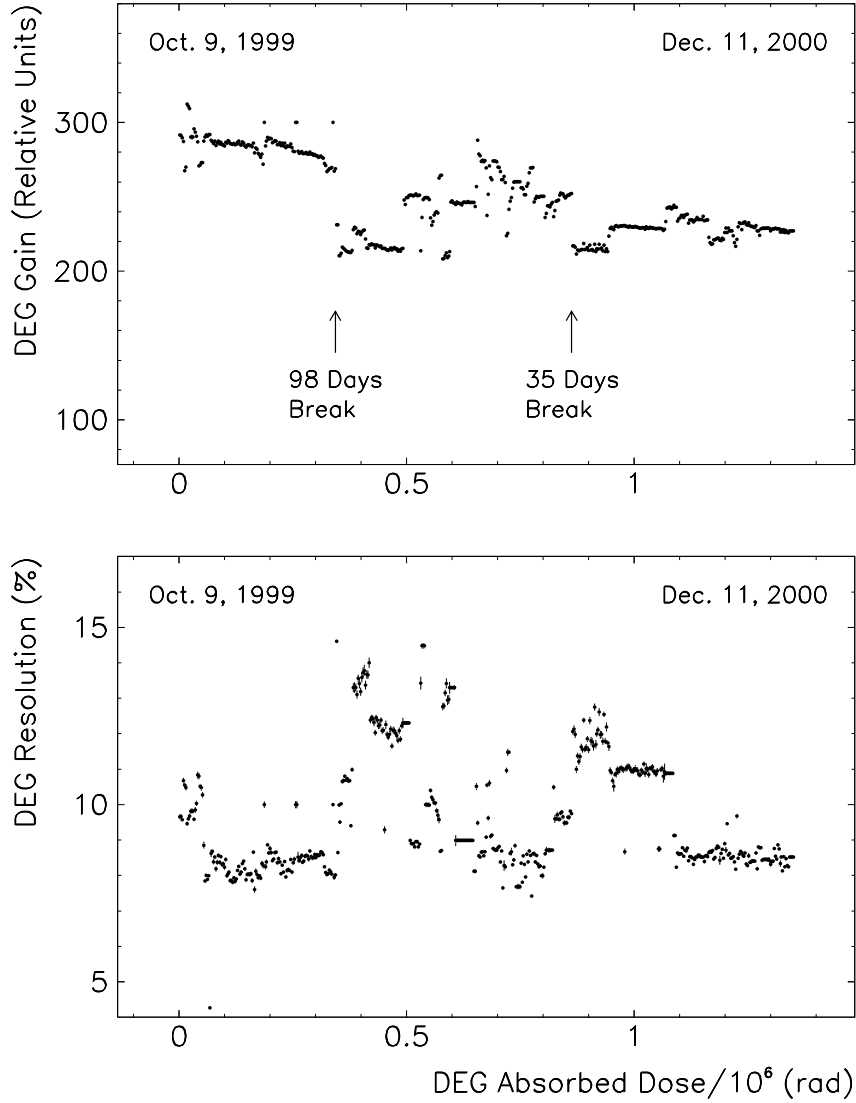 Oct. 9, 1999
Dec. 11, 2000
DEG Gain (Relative Units)
300
200
100
98 Days
Break
35 Days
Break
0
0.5
1
Oct. 9, 1999
Dec. 11, 2000
DEG Resolution (%)
15
10
5
0
0.5
1
DEG Absorbed Dose/10⁶ (rad)